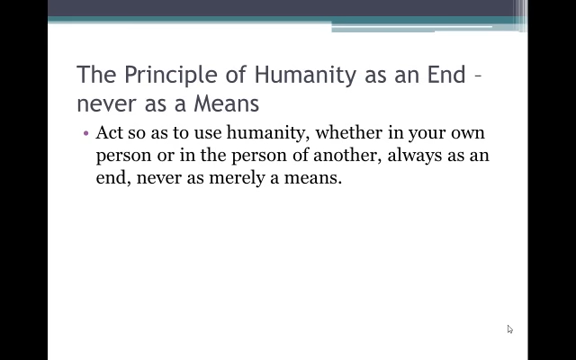 The Principle of Humanity as an End –
never as a Means
• Act so as to use humanity, whether in your own
person or in the person of another, always as an
end, never as merely a means.